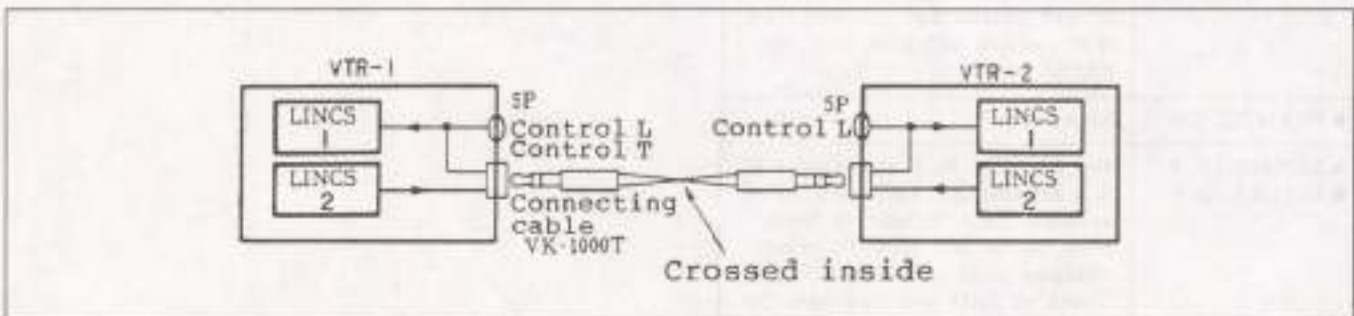 VTR-1
LINCS
1
LINCS
2
5P
Control L
Control T
Connecting
cable
VK-1000T
Crossed inside
VTR-2
5P
Control L
LINCS
1
LINCS
2